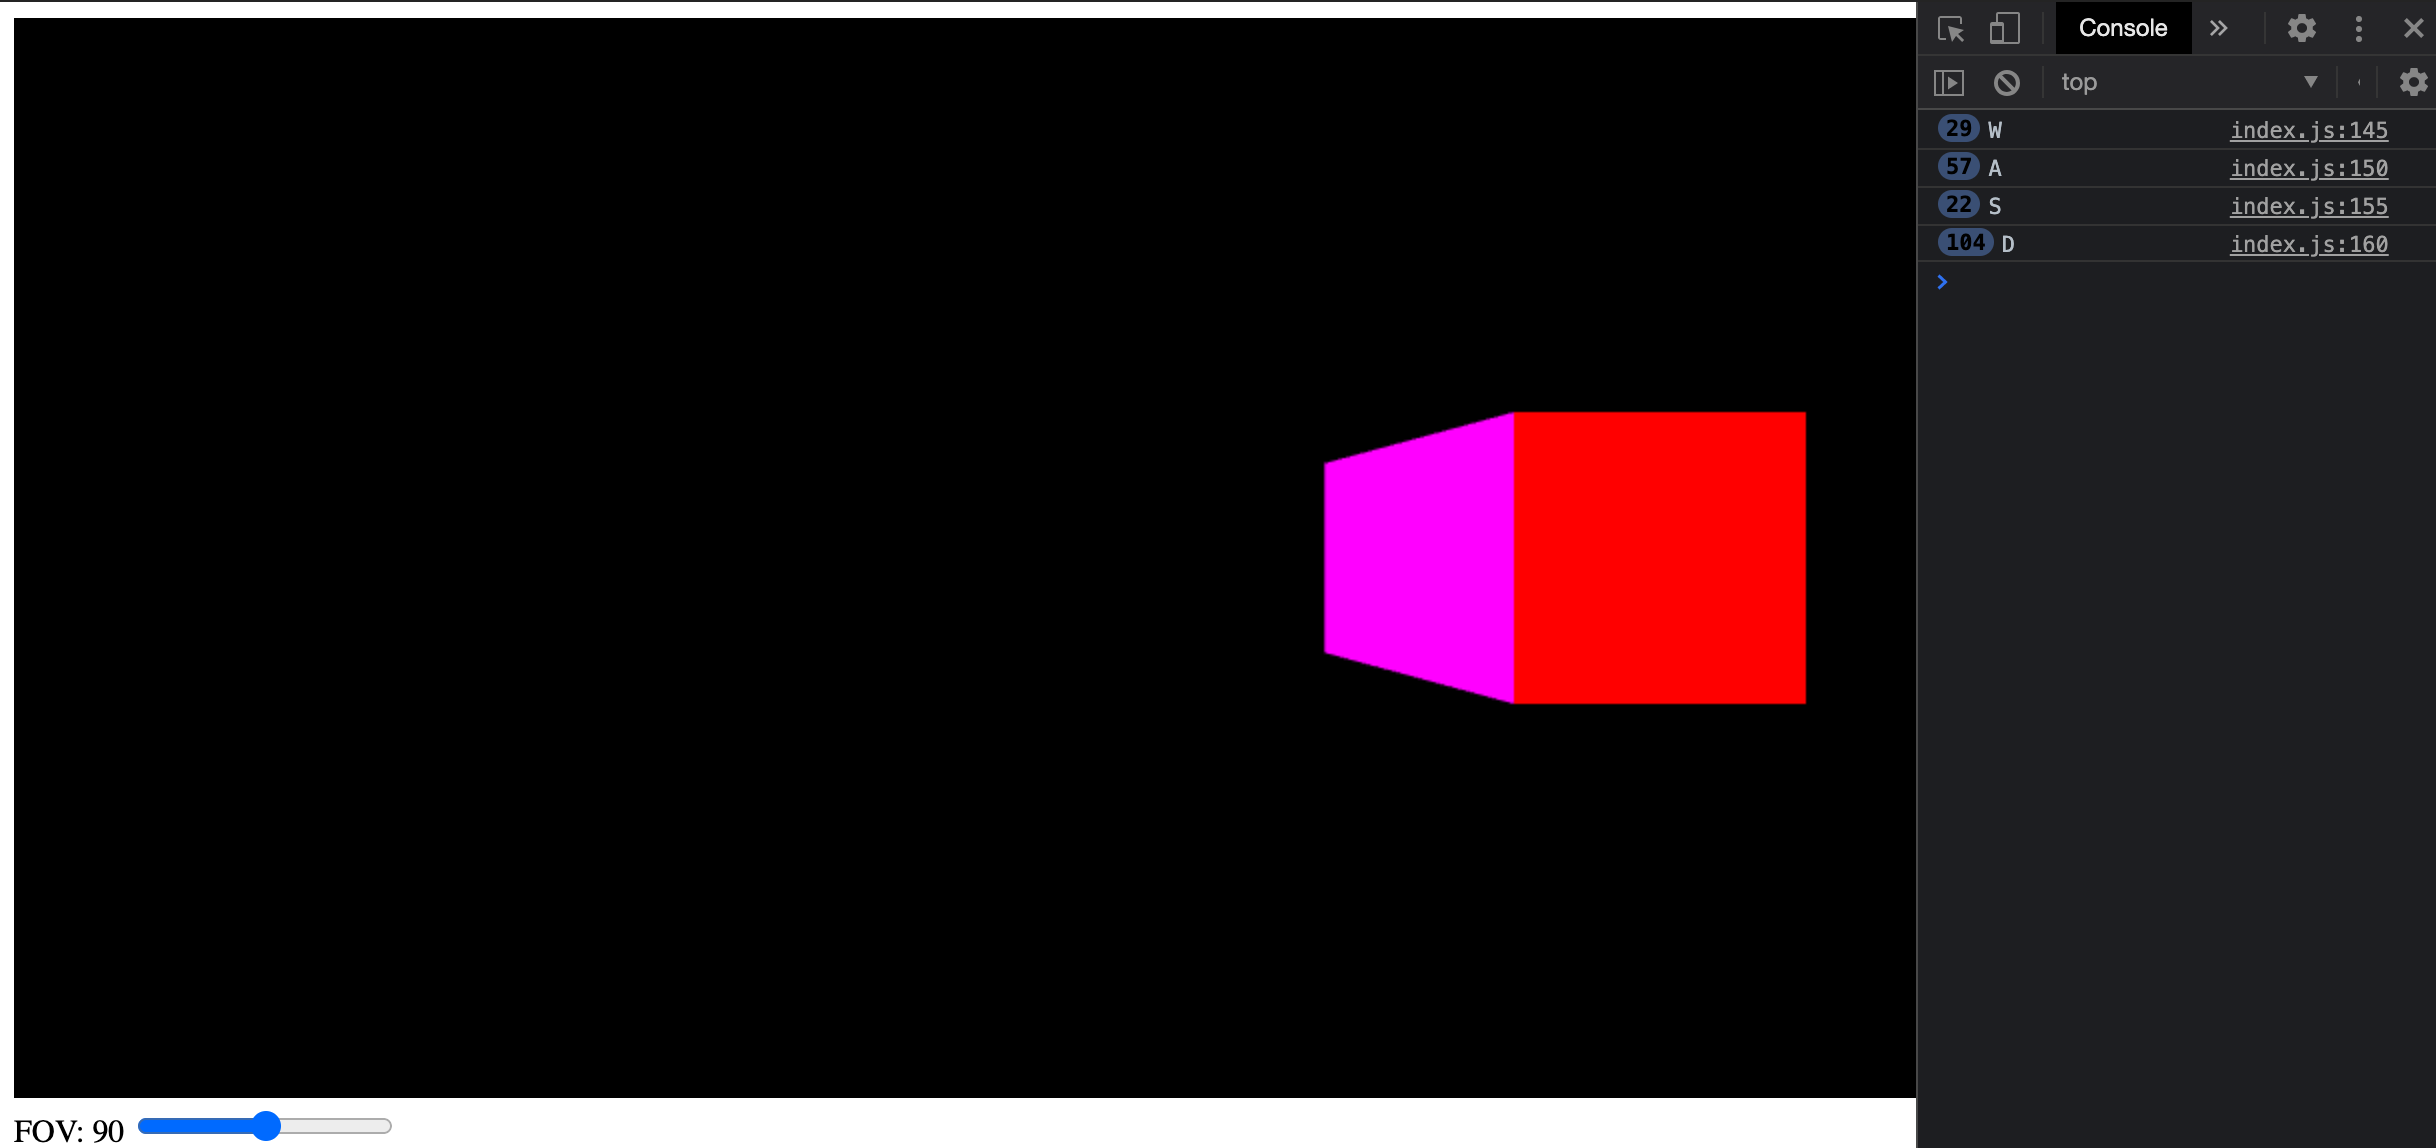 Console
top
29 W index.js:145
57 A index.js:150
22 S index.js:155
104 D index.js:160
FOV: 90